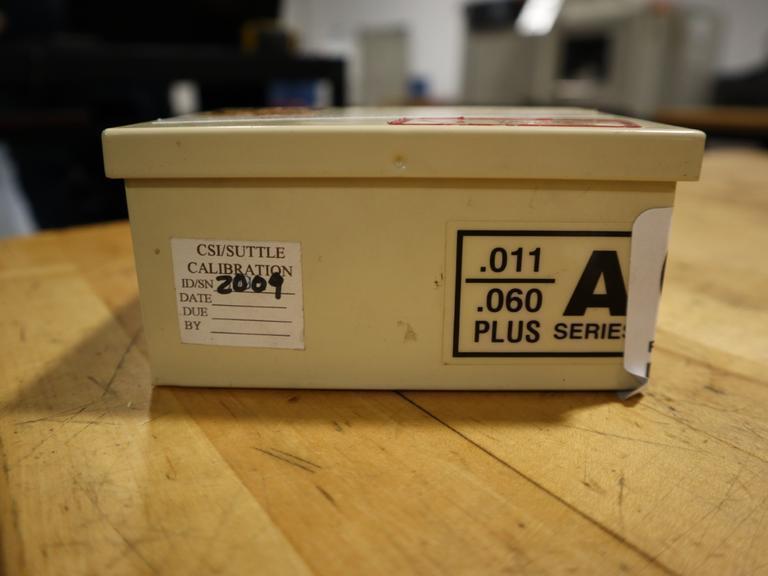 CSI/SUTTLE
CALIBRATION
ID/SN 2009
DATE
DUE
BY
.011
.060
PLUS
A
SERIES